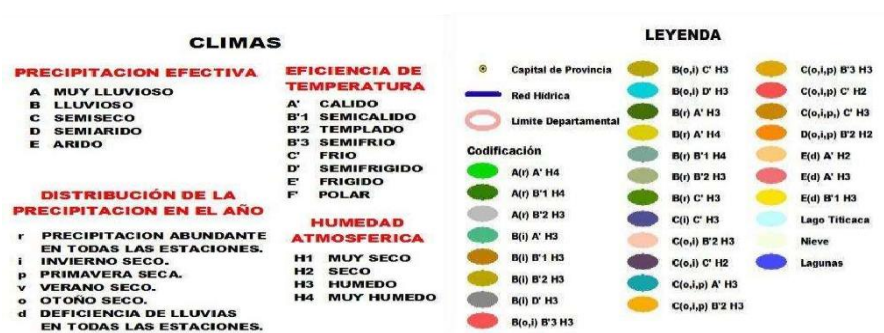 CLIMAS
PRECIPITACION EFECTIVA
A MUY LLUVIOSO
B LLUVIOSO
C SEMISECO
D SEMIARIDO
E ARIDO
DISTRIBUCIÓN DE LA
PRECIPITACION EN EL AÑO
r PRECIPITACION ABUNDANTE
EN TODAS LAS ESTACIONES.
i INVIERNO SECO.
p PRIMAVERA SECA.
v VERANO SECO.
o OTOÑO SECO.
d DEFICIENCIA DE LLUVIAS
EN TODAS LAS ESTACIONES.
EFICIENCIA DE
TEMPERATURA
A' CALIDO
B'1 SEMICALIDO
B'2 TEMPLADO
B'3 SEMIFRIO
C' FRIO
D' SEMIFRIGIDO
E' FRIGIDO
F' POLAR
HUMEDAD
ATMOSFERICA
H1 MUY SECO
H2 SECO
H3 HUMEDO
H4 MUY HUMEDO
LEYENDA
Capital de Provincia
Red Hídrica
Límite Departamental
Codificación
A(r) A' H4
A(r) B'1 H4
A(r) B'2 H3
B(i) A' H3
B(i) B'1 H3
B(i) B'2 H3
B(i) D' H3
B(o,i) B'3 H3
B(o,i) C' H3
B(o,i) D' H3
B(r) A' H3
B(r) A' H4
B(r) B'1 H4
B(r) B'2 H3
B(r) C' H3
C(i) C' H3
C(o,i) B'2 H3
C(o,i) C' H2
C(o,i,p) A' H3
C(o,i,p) B'2 H3
C(o,i,p) B'3 H3
C(o,i,p) C' H2
C(o,i,p,) C' H3
D(o,i,p) B'2 H2
E(d) A' H2
E(d) A' H3
E(d) B'1 H3
Lago Titicaca
Nieve
Lagunas